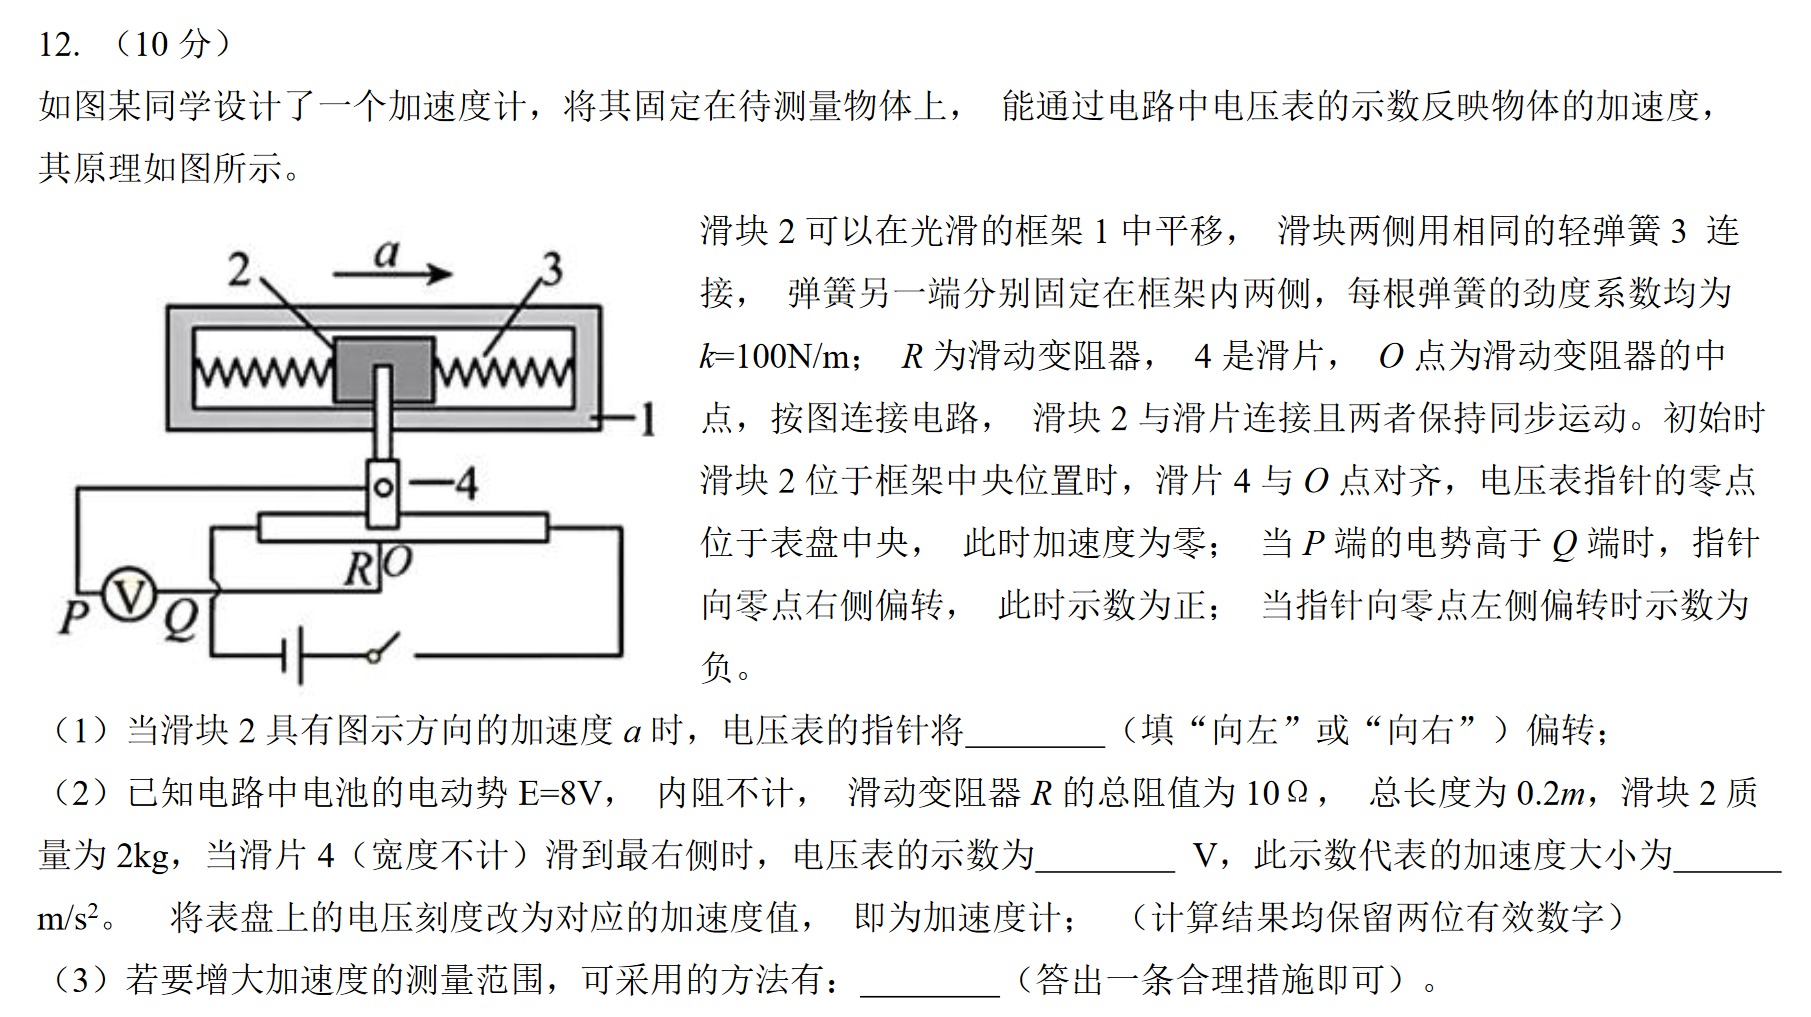 12. （10 分）
如图某同学设计了一个加速度计，将其固定在待测量物体上， 能通过电路中电压表的示数反映物体的加速度，
其原理如图所示。
滑块 2 可以在光滑的框架 1 中平移， 滑块两侧用相同的轻弹簧 3 连
接， 弹簧另一端分别固定在框架内两侧，每根弹簧的劲度系数均为
k=100N/m； R 为滑动变阻器， 4 是滑片， O 点为滑动变阻器的中
点，按图连接电路， 滑块 2 与滑片连接且两者保持同步运动。初始时
滑块 2 位于框架中央位置时，滑片 4 与 O 点对齐，电压表指针的零点
位于表盘中央， 此时加速度为零； 当 P 端的电势高于 Q 端时，指针
向零点右侧偏转， 此时示数为正； 当指针向零点左侧偏转时示数为
负。
2
a
3
1
4
R
O
P
V
Q
（1）当滑块 2 具有图示方向的加速度 a 时，电压表的指针将________（填“向左”或“向右”）偏转；
（2）已知电路中电池的电动势 E=8V， 内阻不计， 滑动变阻器 R 的总阻值为 10Ω， 总长度为 0.2m，滑块 2 质
量为 2kg，当滑片 4（宽度不计）滑到最右侧时，电压表的示数为________ V，此示数代表的加速度大小为______
m/s²。 将表盘上的电压刻度改为对应的加速度值， 即为加速度计； （计算结果均保留两位有效数字）
（3）若要增大加速度的测量范围，可采用的方法有：________（答出一条合理措施即可）。